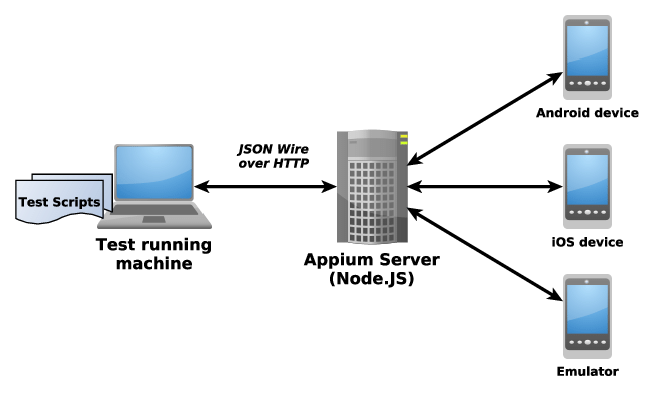 Test Scripts
Test running
machine
JSON Wire
over HTTP
Appium Server
(Node.JS)
Android device
iOS device
Emulator